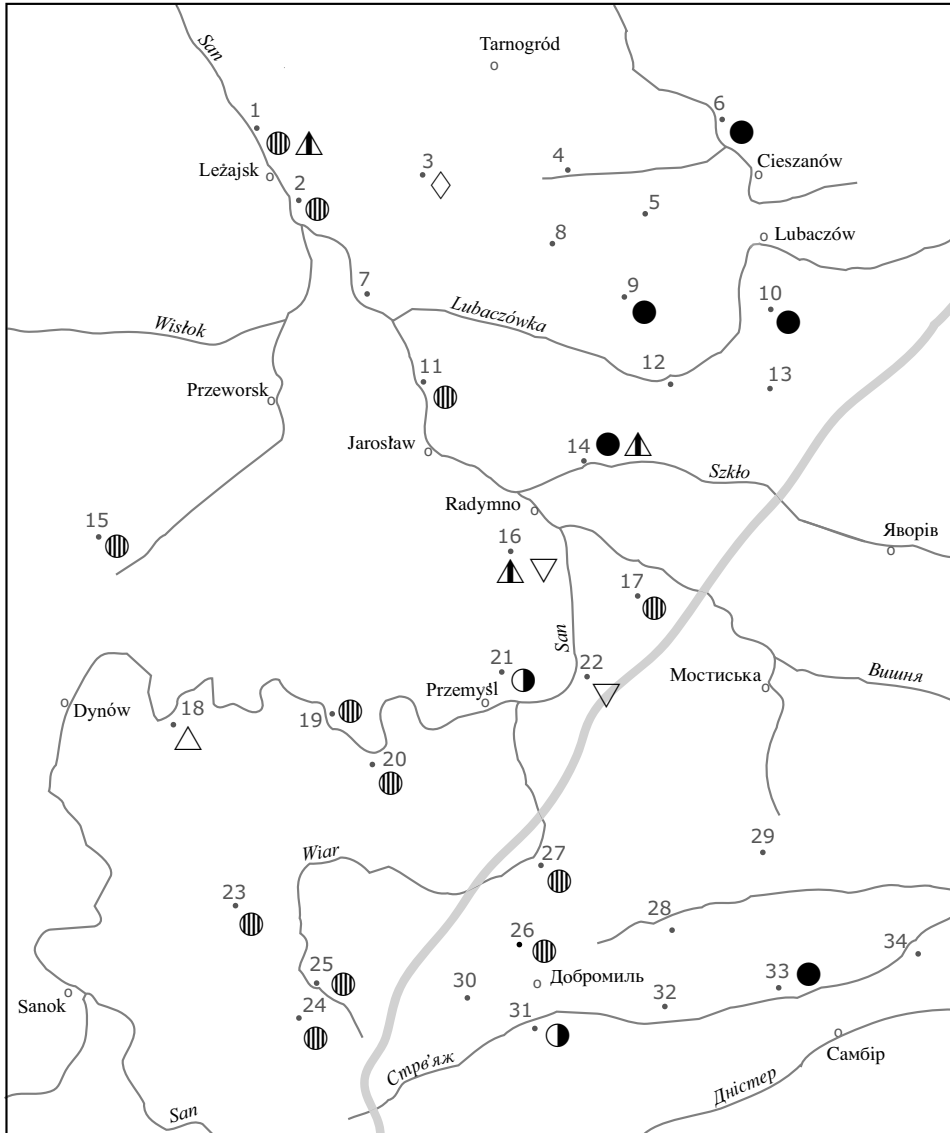 San
Tarnogród
1
6
Leżajsk
3
4
Cieszanów
2
5
8
Lubaczów
7
9
10
Wisłok
Lubaczówka
12
13
11
Przeworsk
Jarosław
14
Szkło
Radymno
15
16
Яворів
17
San
21
22
Przemyśl
Мостиська
Вишня
Dynów
18
19
20
29
Wiar
27
23
28
26
34
25
30
Добромиль
33
Sanok
24
32
31
Самбір
Стрв'яж
Дністер
San